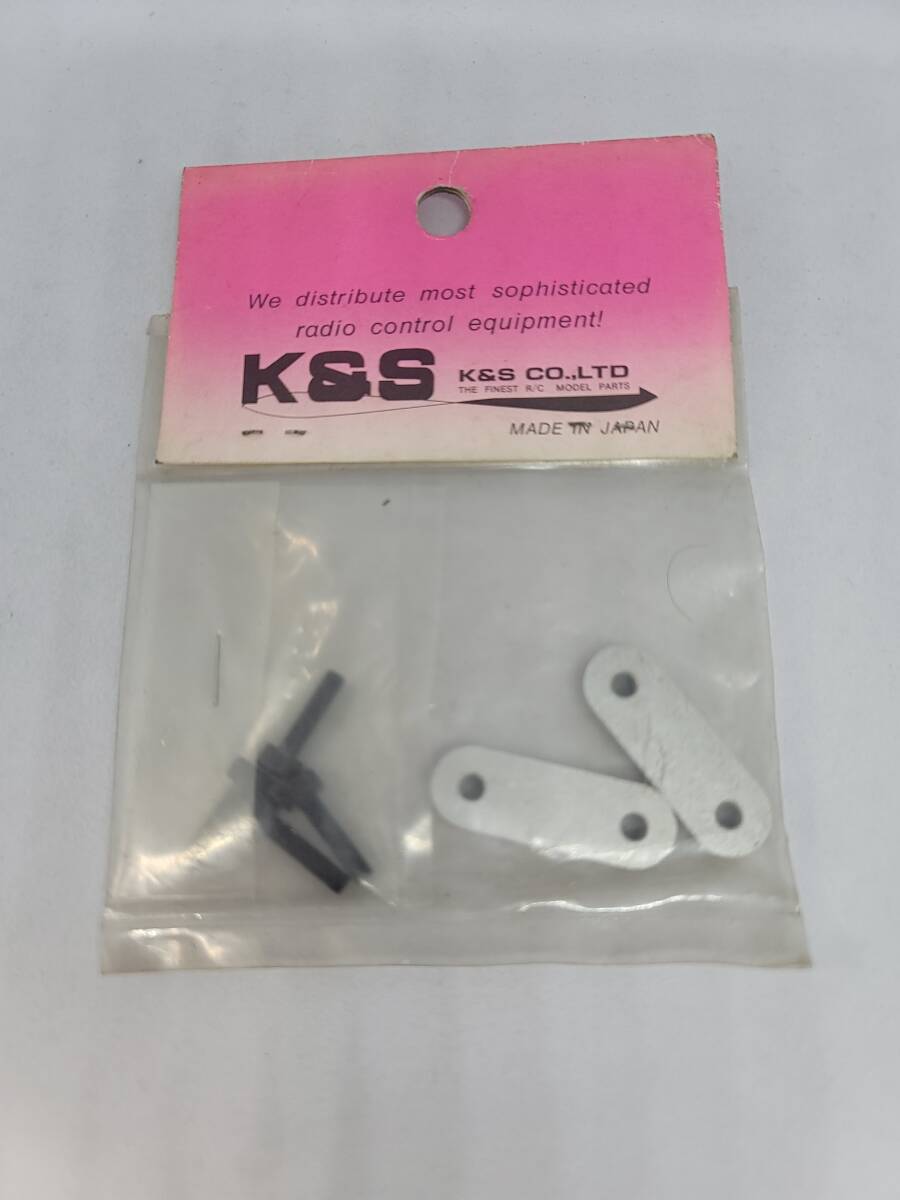 We distribute most sophisticated
radio control equipment!
K&S K&S CO.,LTD
THE FINEST R/C MODEL PARTS
MADE IN JAPAN